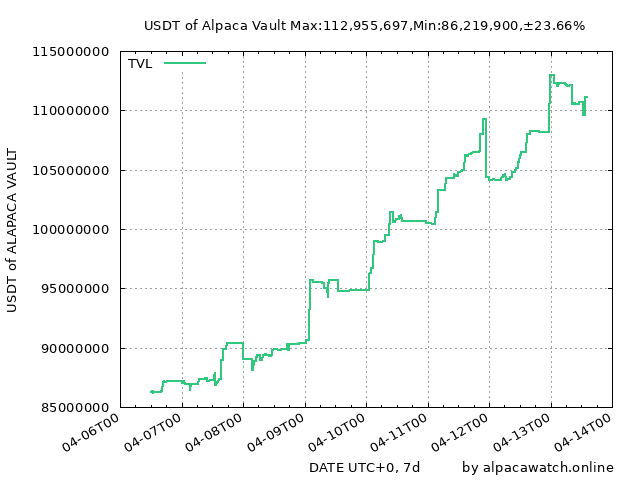 USDT of Alpaca Vault Max:112,955,697,Min:86,219,900,±23.66%
115000000
TVL
110000000
105000000
100000000
95000000
90000000
85000000
USDT of ALAPACA VAULT
04-06T00
04-07T00
04-08T00
04-09T00
04-10T00
04-11T00
04-12T00
04-13T00
04-14T00
DATE UTC+0, 7d
by alpacawatch.online